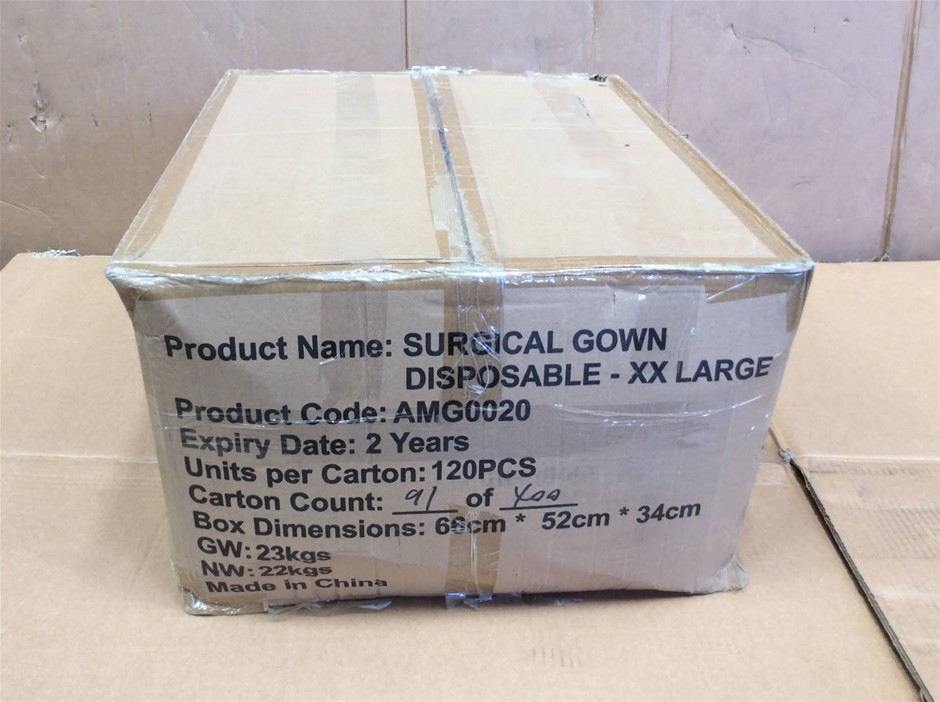 Product Name: SURGICAL GOWN
DISPOSABLE - XX LARGE
Product Code: AMG0020
Expiry Date: 2 Years
Units per Carton: 120PCS
Carton Count: 91 of 400
Box Dimensions: 66cm * 52cm * 34cm
GW: 23kgs
NW: 22kgs
Made in China